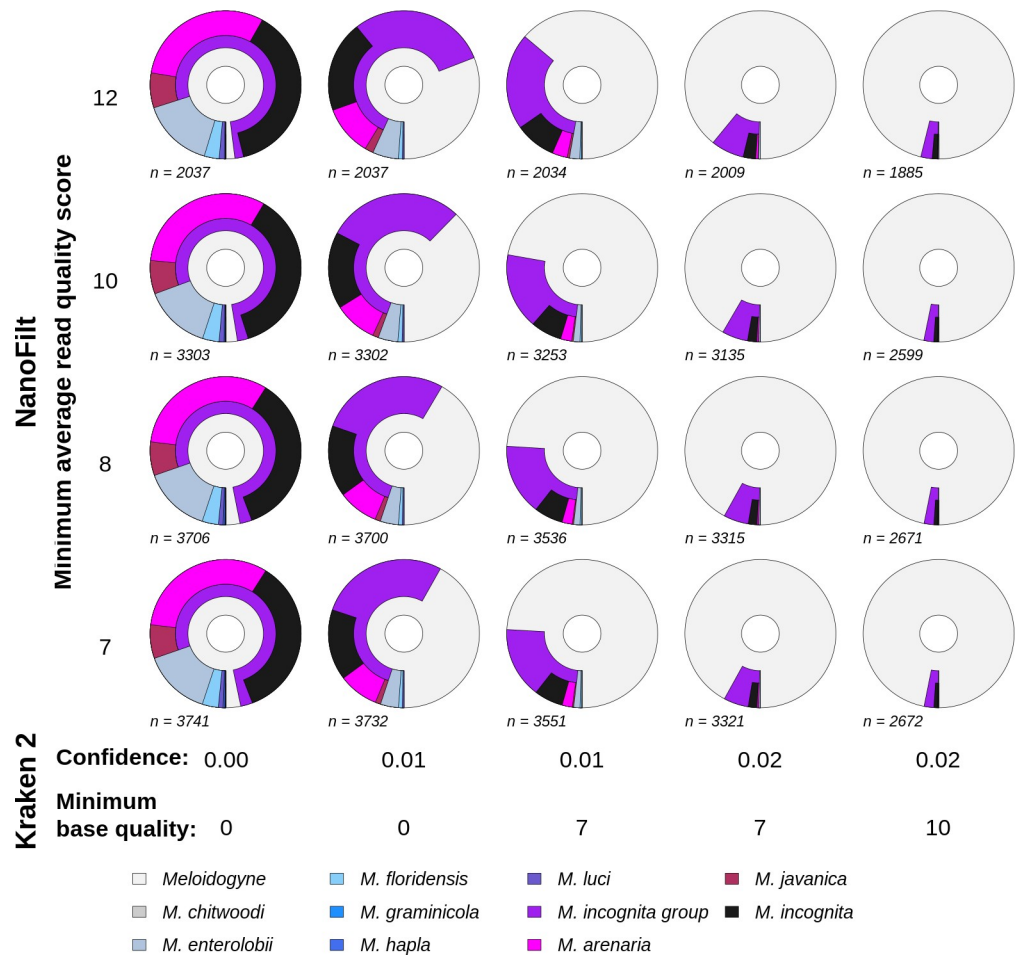 NanoFilt
Minimum average read quality score
12
n = 2037
n = 2037
n = 2034
n = 2009
n = 1885
10
n = 3303
n = 3302
n = 3253
n = 3135
n = 2599
8
n = 3706
n = 3700
n = 3536
n = 3315
n = 2671
7
n = 3741
n = 3732
n = 3551
n = 3321
n = 2672
Kraken 2
Confidence: 0.00 0.01 0.01 0.02 0.02
Minimum
base quality: 0 0 7 7 10
Meloidogyne M. floridensis M. luci M. javanica
M. chitwoodi M. graminicola M. incognita group M. incognita
M. enterolobii M. hapla M. arenaria